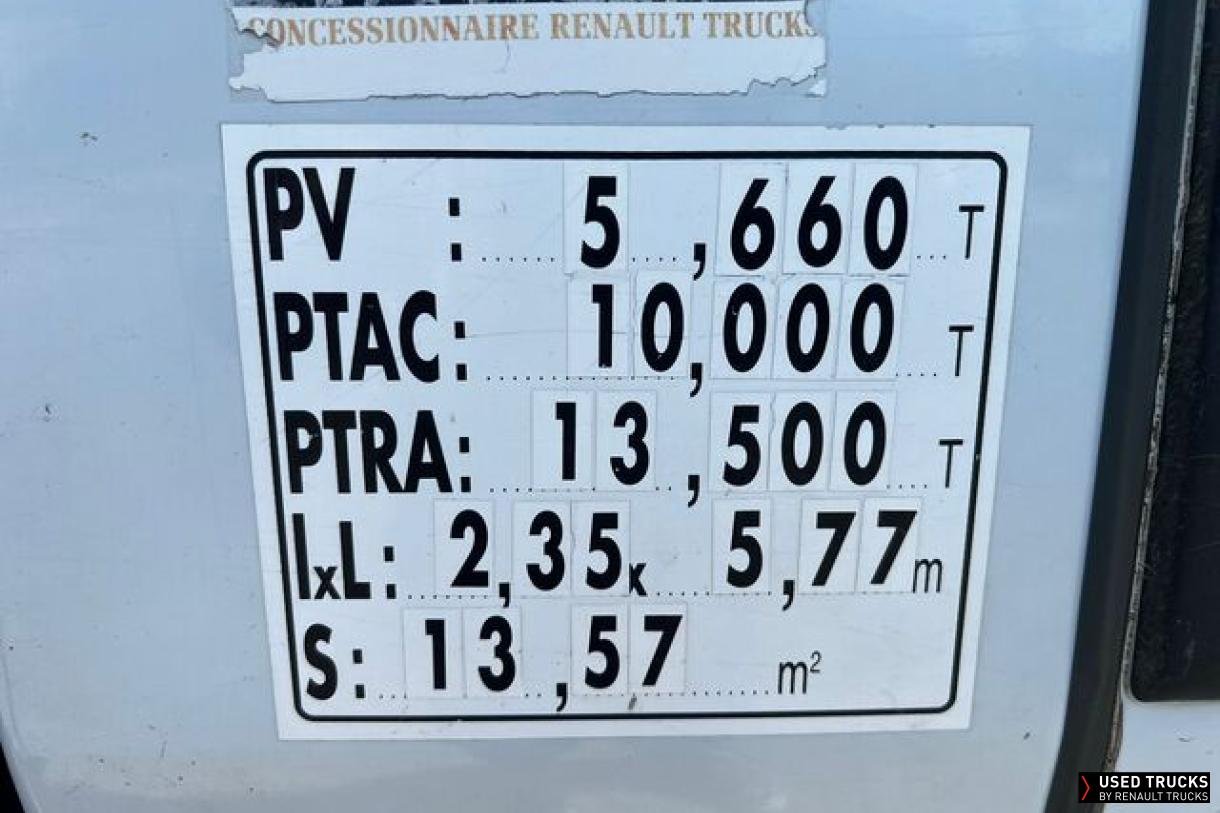 CONCESSIONNAIRE RENAULT TRUCKS
PV : 5,660 T
PTAC: 10,000 T
PTRA: 13,500 T
lxL: 2,35x 5,77 m
S: 13,57 m²
USED TRUCKS
BY RENAULT TRUCKS